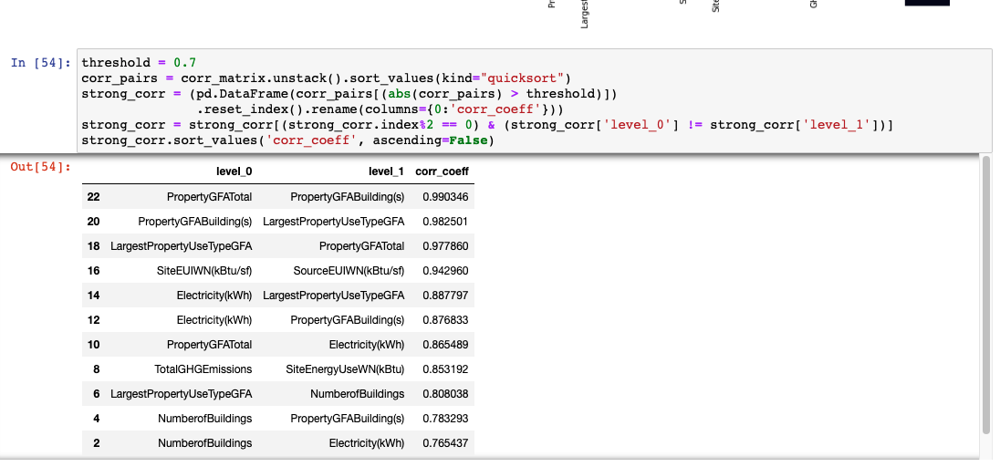 Pr
Largest
S
Site
GH
In [54]:
threshold = 0.7
corr_pairs = corr_matrix.unstack().sort_values(kind="quicksort")
strong_corr = (pd.DataFrame(corr_pairs[(abs(corr_pairs) > threshold)])
.reset_index().rename(columns={0:'corr_coeff'}))
strong_corr = strong_corr[(strong_corr.index%2 == 0) & (strong_corr['level_0'] != strong_corr['level_1'])]
strong_corr.sort_values('corr_coeff', ascending=False)
Out[54]:
level_0 level_1 corr_coeff
22 PropertyGFATotal PropertyGFABuilding(s) 0.990346
20 PropertyGFABuilding(s) LargestPropertyUseTypeGFA 0.982501
18 LargestPropertyUseTypeGFA PropertyGFATotal 0.977860
16 SiteEUIWN(kBtu/sf) SourceEUIWN(kBtu/sf) 0.942960
14 Electricity(kWh) LargestPropertyUseTypeGFA 0.887797
12 Electricity(kWh) PropertyGFABuilding(s) 0.876833
10 PropertyGFATotal Electricity(kWh) 0.865489
8 TotalGHGEmissions SiteEnergyUseWN(kBtu) 0.853192
6 LargestPropertyUseTypeGFA NumberofBuildings 0.808038
4 NumberofBuildings PropertyGFABuilding(s) 0.783293
2 NumberofBuildings Electricity(kWh) 0.765437